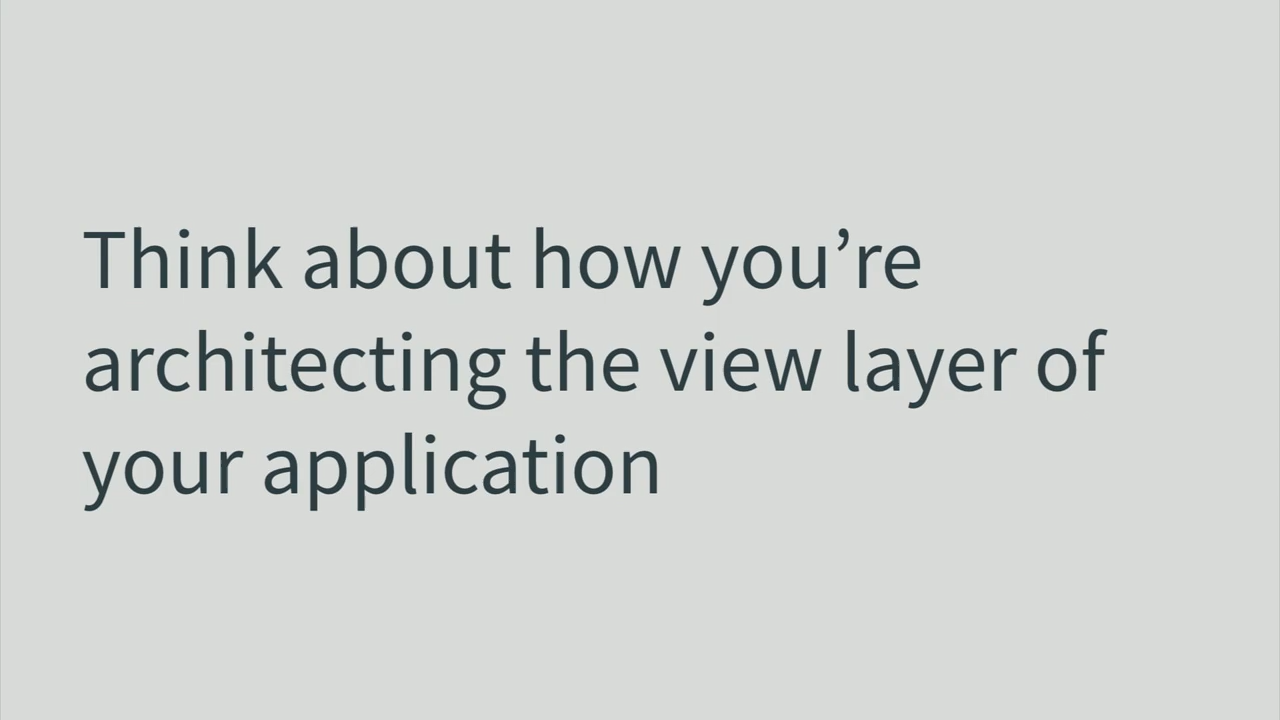 Think about how you’re
architecting the view layer of
your application